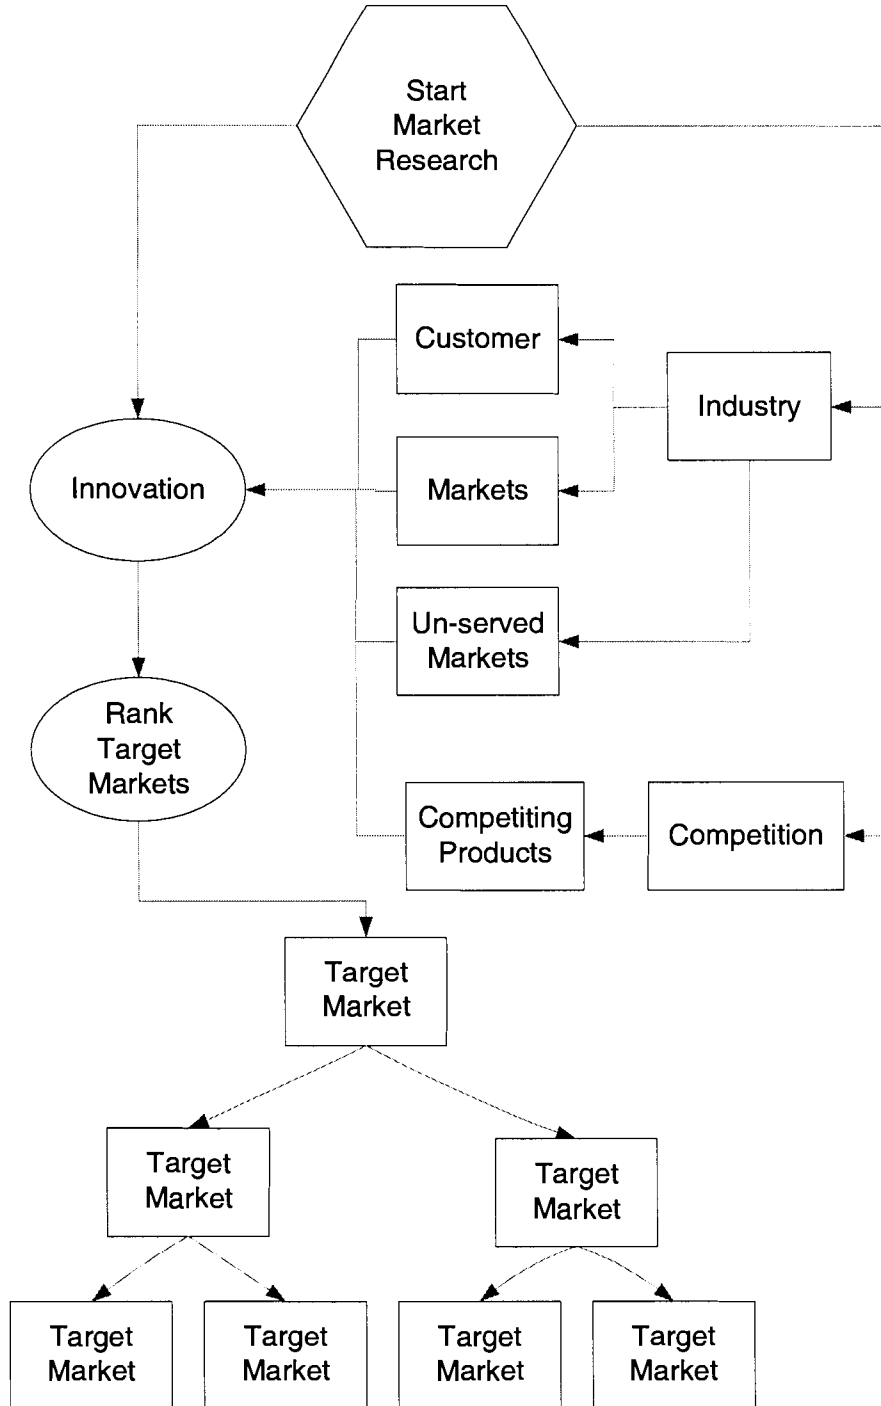 Start
Market
Research
Customer
Industry
Innovation
Markets
Un-served
Markets
Rank
Target
Markets
Competiting
Products
Competition
Target
Market
Target
Market
Target
Market
Target
Market
Target
Market
Target
Market
Target
Market